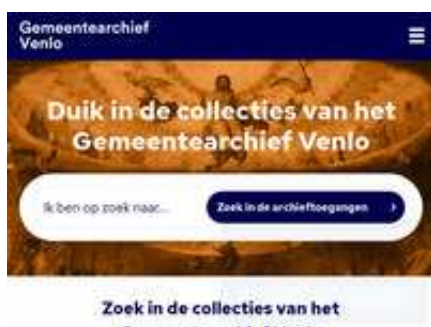 Gemeentearchief
Venlo
Duik in de collecties van het
Gemeentearchief Venlo
Ik ben op zoek naar...
Zoek in de archieftoegangen
Zoek in de collecties van het